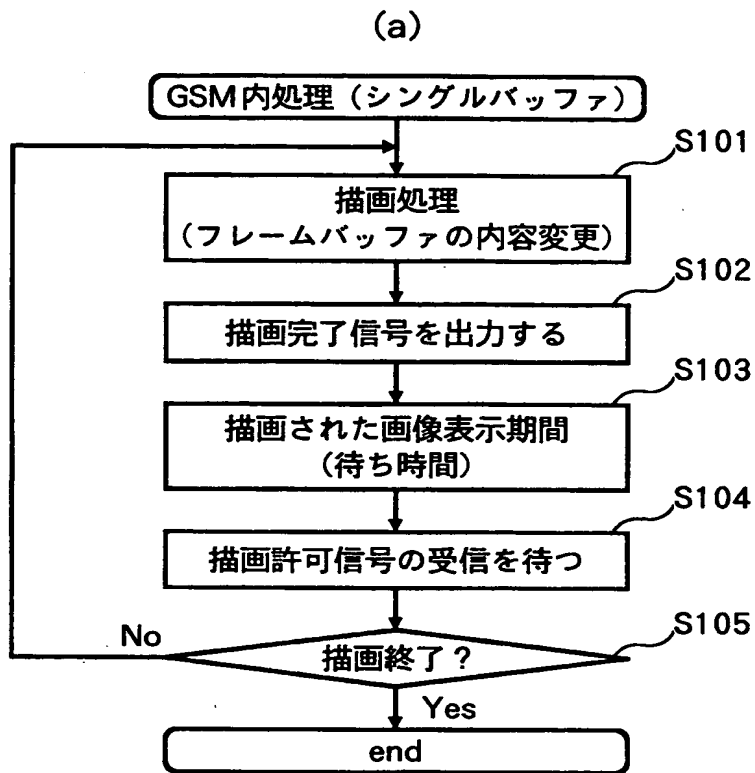 (a)
GSM内処理（シングルバッファ）
S101
描画処理
（フレームバッファの内容変更）
S102
描画完了信号を出力する
S103
描画された画像表示期間
（待ち時間）
S104
描画許可信号の受信を待つ
S105
No
描画終了？
Yes
end